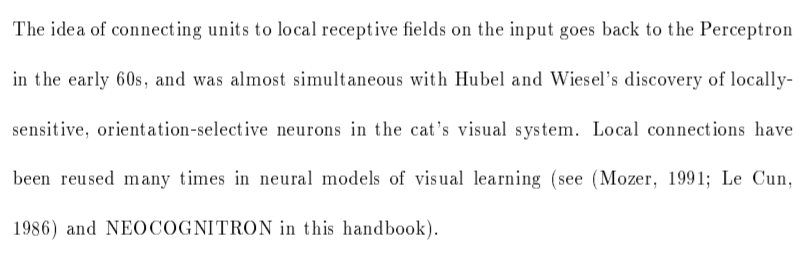 The idea of connecting units to local receptive fields on the input goes back to the Perceptron
in the early 60s, and was almost simultaneous with Hubel and Wiesel's discovery of locally-
sensitive, orientation-selective neurons in the cat's visual system. Local connections have
been reused many times in neural models of visual learning (see (Mozer, 1991; Le Cun,
1986) and NEOCOGNITRON in this handbook).